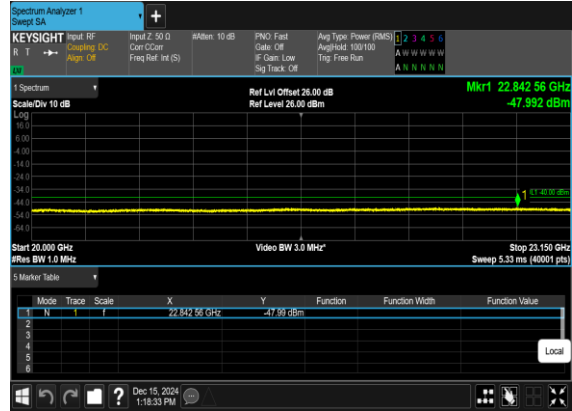 Spectrum Analyzer 1
Swept SA
+
KEYSIGHT Input: RF Input Z: 50 Ω #Atten: 10 dB PNO: Fast Avg Type: Power (RMS) 1 2 3 4 5 6
R T Coupling: DC Corr CCorr Gate: Off Avg|Hold: 100/100 A W W W W W
Align: Off Freq Ref: Int (S) IF Gain: Low Trig: Free Run
LW Sig Track: Off A N N N N N
1 Spectrum Ref Lvl Offset 26.00 dB Mkr1 22.842 56 GHz
Scale/Div 10 dB Ref Level 26.00 dBm -47.992 dBm
Log
16.0
6.00
-4.00
-14.0
-24.0
-34.0
1 DL1 -40.00 dBm
-44.0
-54.0
-64.0
Start 20.000 GHz Video BW 3.0 MHz* Stop 23.150 GHz
#Res BW 1.0 MHz Sweep 5.33 ms (40001 pts)
5 Marker Table
Mode Trace Scale X Y Function Function Width Function Value
1 N 1 f 22.842 56 GHz -47.99 dBm
2
3
4
5
6
Local
? Dec 15, 2024
1:18:33 PM